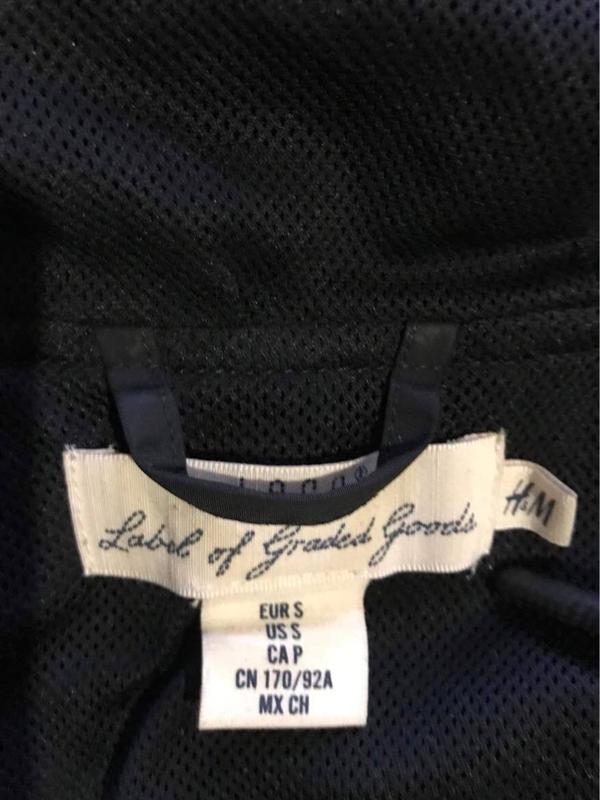 Label of Graded Goods
H&M
EUR S
US S
CA P
CN 170/92A
MX CH